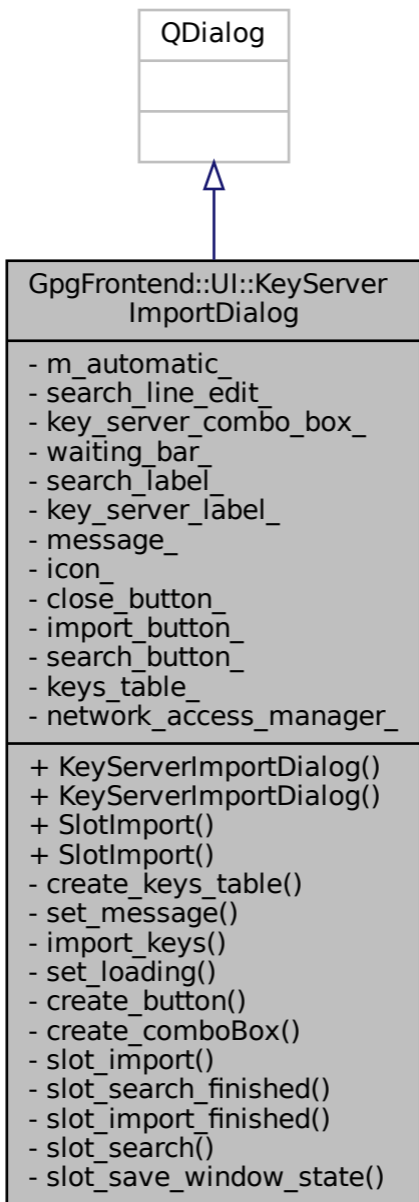 QDialog
GpgFrontend::UI::KeyServer
ImportDialog
- m_automatic_
- search_line_edit_
- key_server_combo_box_
- waiting_bar_
- search_label_
- key_server_label_
- message_
- icon_
- close_button_
- import_button_
- search_button_
- keys_table_
- network_access_manager_
+ KeyServerImportDialog()
+ KeyServerImportDialog()
+ SlotImport()
+ SlotImport()
- create_keys_table()
- set_message()
- import_keys()
- set_loading()
- create_button()
- create_comboBox()
- slot_import()
- slot_search_finished()
- slot_import_finished()
- slot_search()
- slot_save_window_state()